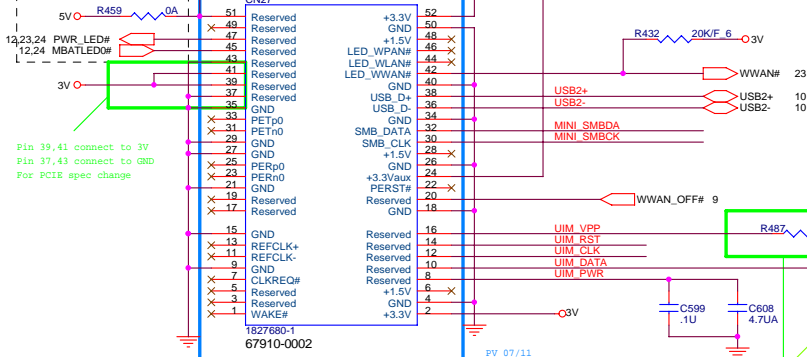 CN27
5V R459 0A
51 Reserved +3.3V 52
49 Reserved GND 50
12,23,24 PWR_LED# 47 Reserved +1.5V 48
12,24 MBATLED0# 45 Reserved LED_WPAN# 46
43 Reserved LED_WLAN# 44
41 Reserved LED_WWAN# 42
R432 20K/F_6 3V
WWAN# 23
3V 39 Reserved GND 40
37 Reserved USB_D+ 38 USB2+ USB2+ 10
35 GND USB_D- 36 USB2- USB2- 10
33 PETp0 GND 34
31 PETn0 SMB_DATA 32 MINI_SMBDA
29 GND SMB_CLK 30 MINI_SMBCK
27 GND +1.5V 28
25 PERp0 GND 26
23 PERn0 +3.3Vaux 24
21 GND PERST# 22
19 Reserved Reserved 20 WWAN_OFF# 9
17 Reserved GND 18
Pin 39,41 connect to 3V
Pin 37,43 connect to GND
For PCTE spec change
15 GND Reserved 16 UIM_VPP R487
13 REFCLK+ Reserved 14 UIM_RST
11 REFCLK- Reserved 12 UIM_CLK
9 GND Reserved 10 UIM_DATA
7 CLKREQ# Reserved 8 UIM_PWR
5 Reserved +1.5V 6
3 Reserved GND 4
1 WAKE# +3.3V 2 3V
C599
.1U
C608
4.7UA
1827680-1
67910-0002
PV 07/11